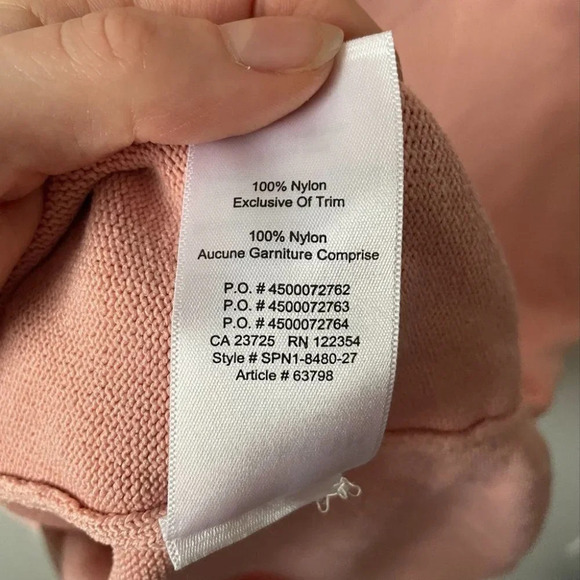 100% Nylon
Exclusive Of Trim
100% Nylon
Aucune Garniture Comprise
P.O. # 4500072762
P.O. # 4500072763
P.O. # 4500072764
CA 23725 RN 122354
Style # SPN1-8480-27
Article # 63798